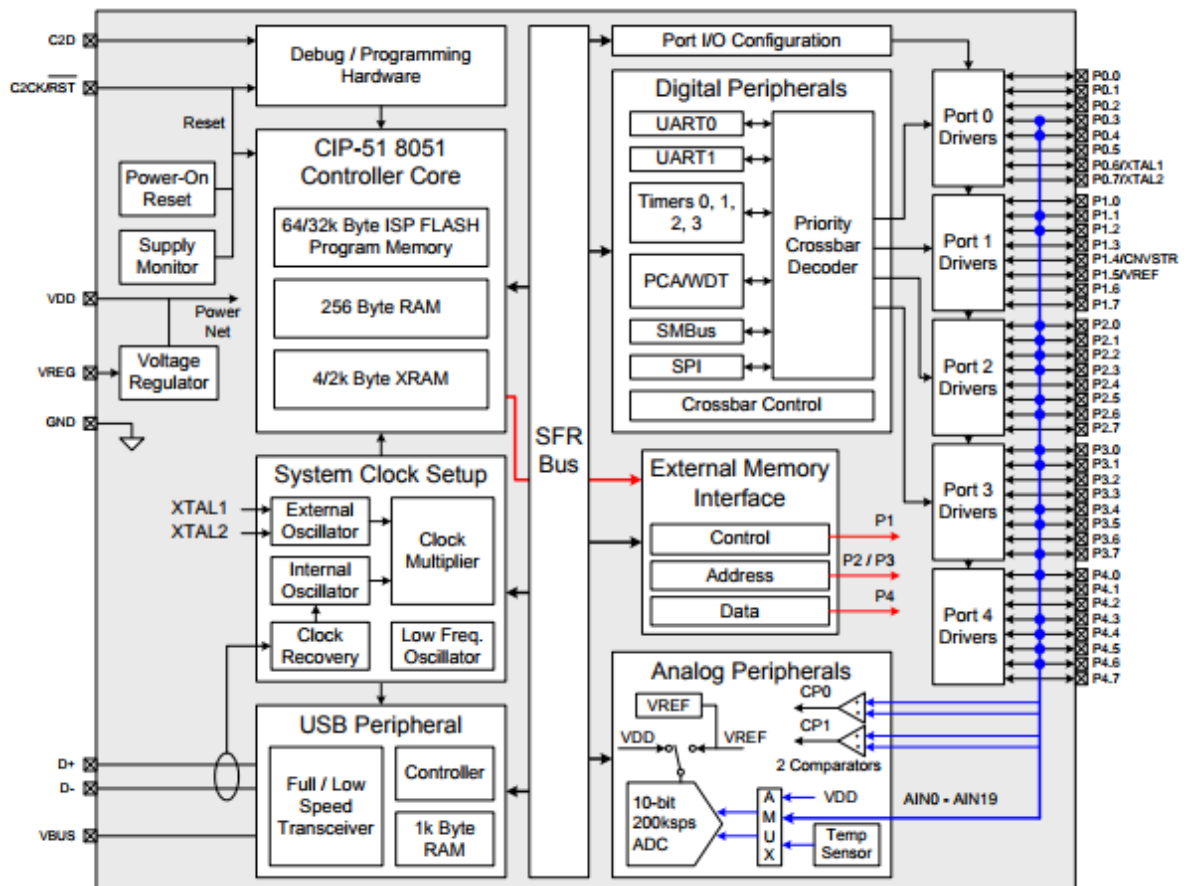 C2D
C2CK/RST
Reset
Power-On
Reset
Supply
Monitor
VDD
Power
Net
VREG
Voltage
Regulator
GND
Debug / Programming
Hardware
CIP-51 8051
Controller Core
64/32k Byte ISP FLASH
Program Memory
256 Byte RAM
4/2k Byte XRAM
System Clock Setup
XTAL1
XTAL2
External
Oscillator
Internal
Oscillator
Clock
Recovery
Clock
Multiplier
Low Freq.
Oscillator
USB Peripheral
D+
D-
VBUS
Full / Low
Speed
Transceiver
Controller
1k Byte
RAM
SFR
Bus
Port I/O Configuration
Digital Peripherals
UART0
UART1
Timers 0, 1,
2, 3
PCA/WDT
SMBus
SPI
Priority
Crossbar
Decoder
Crossbar Control
External Memory
Interface
Control
Address
Data
P1
P2 / P3
P4
Analog Peripherals
VREF
VDD
VREF
CP0
+
-
CP1
+
-
2 Comparators
10-bit
200ksps
ADC
A
M
U
X
VDD
Temp
Sensor
AIN0 - AIN19
Port 0
Drivers
Port 1
Drivers
Port 2
Drivers
Port 3
Drivers
Port 4
Drivers
P0.0
P0.1
P0.2
P0.3
P0.4
P0.5
P0.6/XTAL1
P0.7/XTAL2
P1.0
P1.1
P1.2
P1.3
P1.4/CNVSTR
P1.5/VREF
P1.6
P1.7
P2.0
P2.1
P2.2
P2.3
P2.4
P2.5
P2.6
P2.7
P3.0
P3.1
P3.2
P3.3
P3.4
P3.5
P3.6
P3.7
P4.0
P4.1
P4.2
P4.3
P4.4
P4.5
P4.6
P4.7